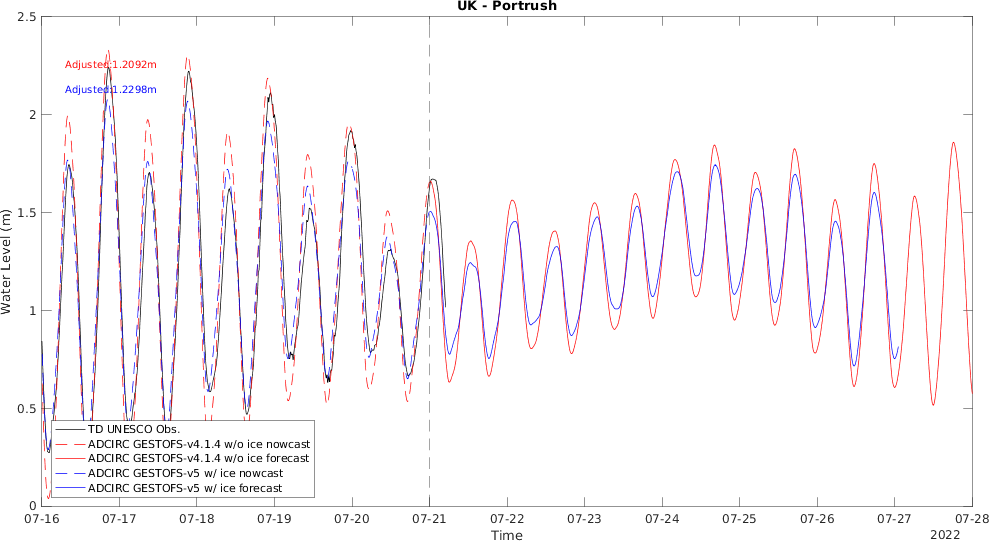 UK - Portrush
2.5
Adjusted:1.2092m
Adjusted:1.2298m
2
1.5
Water Level (m)
1
0.5
TD UNESCO Obs.
ADCIRC GESTOFS-v4.1.4 w/o ice nowcast
ADCIRC GESTOFS-v4.1.4 w/o ice forecast
ADCIRC GESTOFS-v5 w/ ice nowcast
ADCIRC GESTOFS-v5 w/ ice forecast
0
07-16 07-17 07-18 07-19 07-20 07-21 07-22 07-23 07-24 07-25 07-26 07-27 07-28
Time
2022